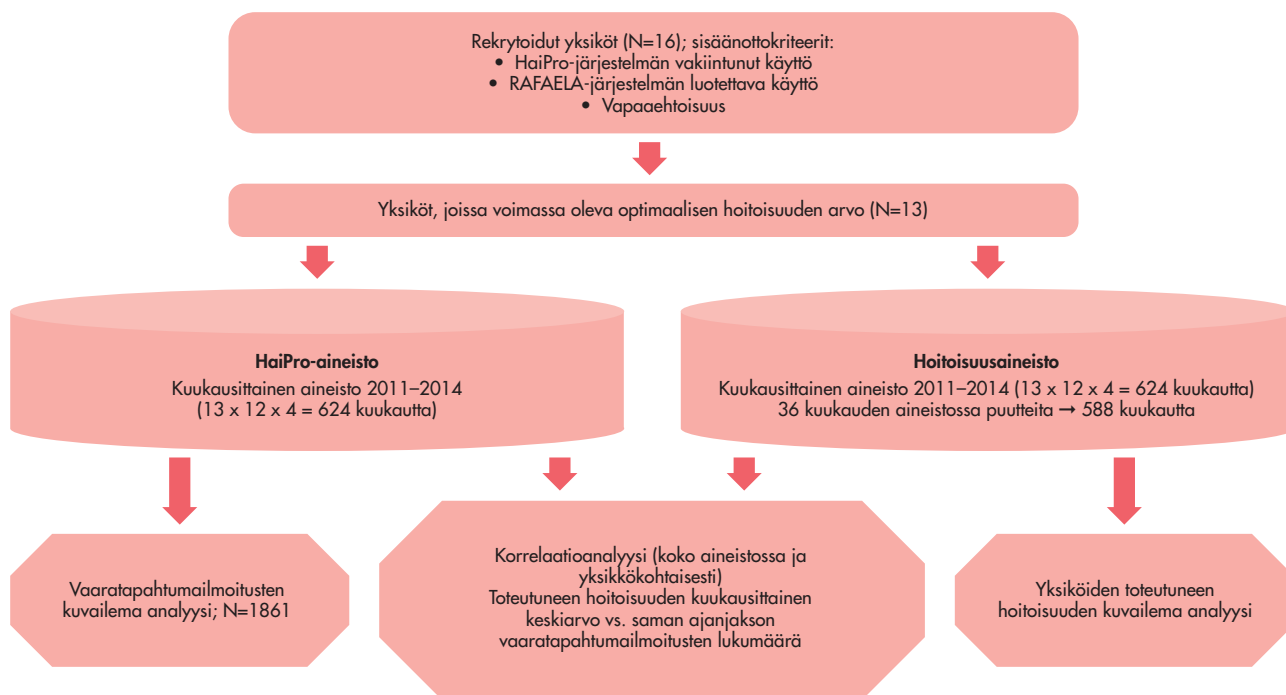 Rekrytoidut yksiköt (N=16); sisäänottokriteerit:
• HaiPro-järjestelmän vakiintunut käyttö
• RAFAELA-järjestelmän luotettava käyttö
• Vapaaehtoisuus
Yksiköt, joissa voimassa oleva optimaalisen hoitoisuuden arvo (N=13)
HaiPro-aineisto
Kuukausittainen aineisto 2011–2014
(13 x 12 x 4 = 624 kuukautta)
Hoitoisuusaineisto
Kuukausittainen aineisto 2011–2014 (13 x 12 x 4 = 624 kuukautta)
36 kuukauden aineistossa puutteita → 588 kuukautta
Vaaratapahtumailmoitusten
kuvailema analyysi; N=1861
Korrelaatioanalyysi (koko aineistossa ja
yksikkökohtaisesti)
Toteutuneen hoitoisuuden kuukausittainen
keskiarvo vs. saman ajanjakson
vaaratapahtumailmoitusten lukumäärä
Yksiköiden toteutuneen
hoitoisuuden kuvailema analyysi